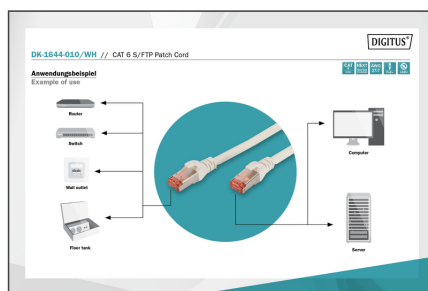 DIGITUS®
DK-1644-010/WH // CAT 6 S/FTP Patch Cord
Anwendungsbeispiel
Example of use
Router
Switch
Wall outlet
Floor tank
Computer
Server